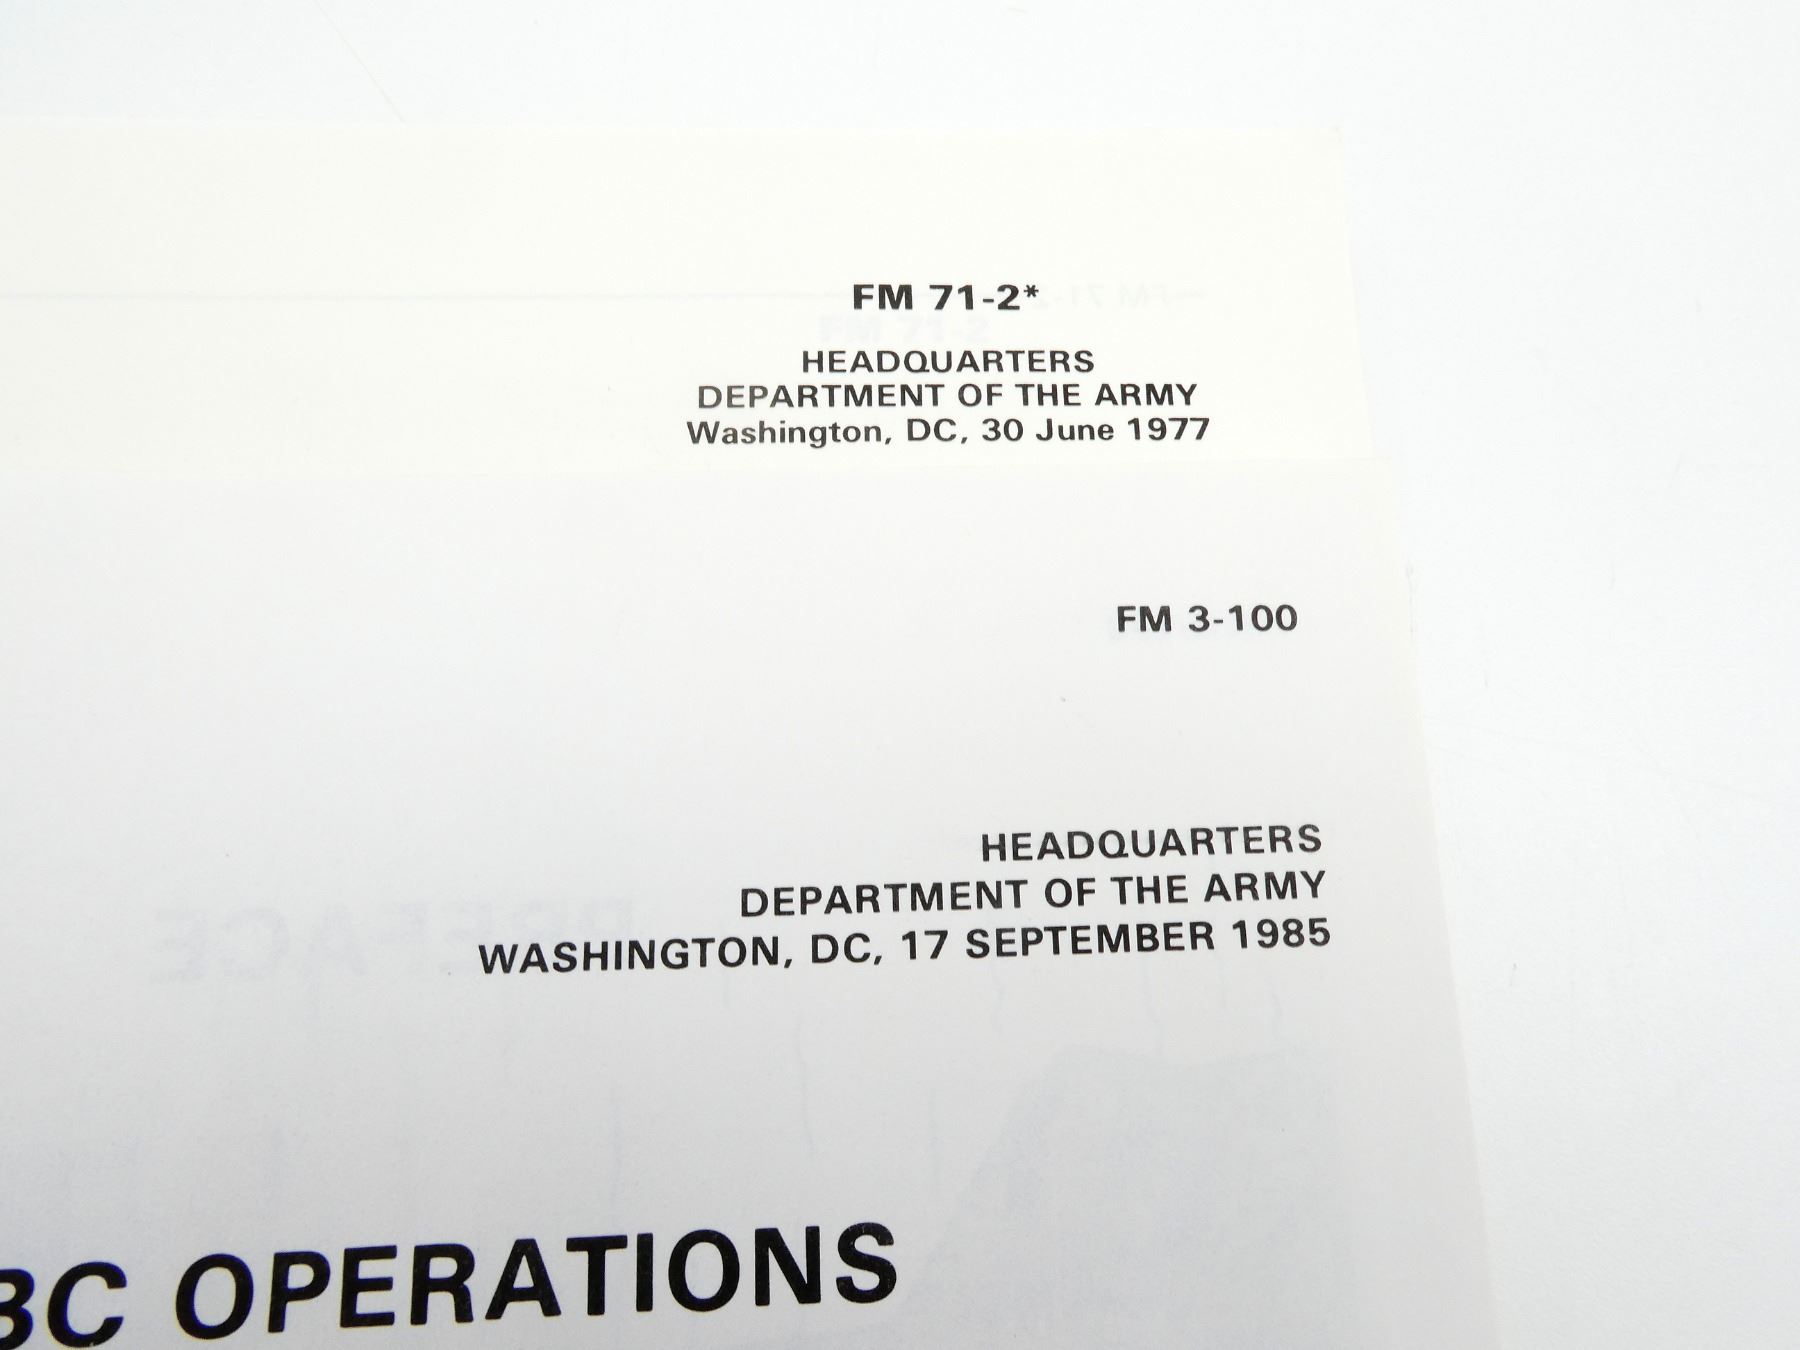 FM 71-2*
HEADQUARTERS
DEPARTMENT OF THE ARMY
Washington, DC, 30 June 1977
FM 3-100
HEADQUARTERS
DEPARTMENT OF THE ARMY
WASHINGTON, DC, 17 SEPTEMBER 1985
BC OPERATIONS